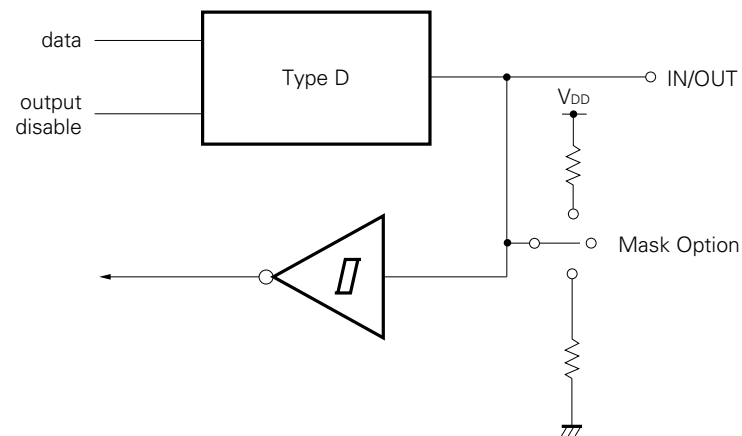 data
Type D
IN/OUT
output
disable
VDD
Mask Option